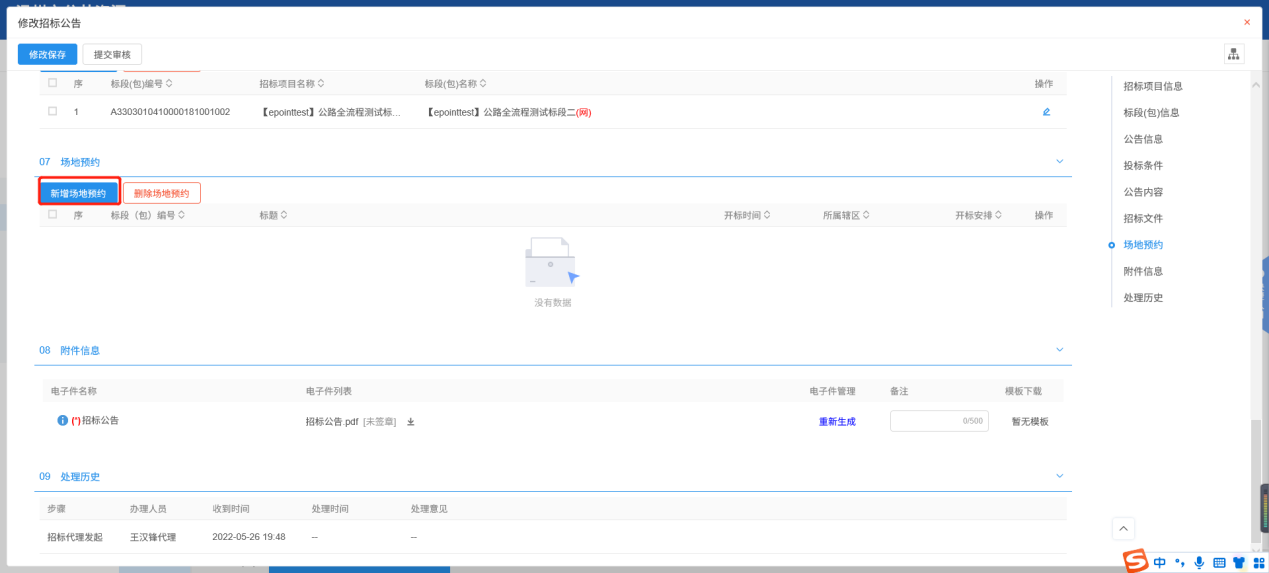 修改招标公告
×
修改保存 提交审核
序 标段(包)编号 招标项目名称 标段(包)名称 操作
1 A3303010410000181001002 【epointtest】公路全流程测试标... 【epointtest】公路全流程测试标段二(网)
07 场地预约
新增场地预约 删除场地预约
序 标段（包）编号 标题 开标时间 所属辖区 开标安排 操作
没有数据
08 附件信息
电子件名称 电子件列表 电子件管理 备注 模板下载
(*)招标公告 招标公告.pdf [未签章] 重新生成 0/500 暂无模板
09 处理历史
步骤 办理人员 收到时间 处理时间 处理意见
招标代理发起 王汉锋代理 2022-05-26 19:48 -- --
招标项目信息
标段(包)信息
公告信息
投标条件
公告内容
招标文件
场地预约
附件信息
处理历史
中